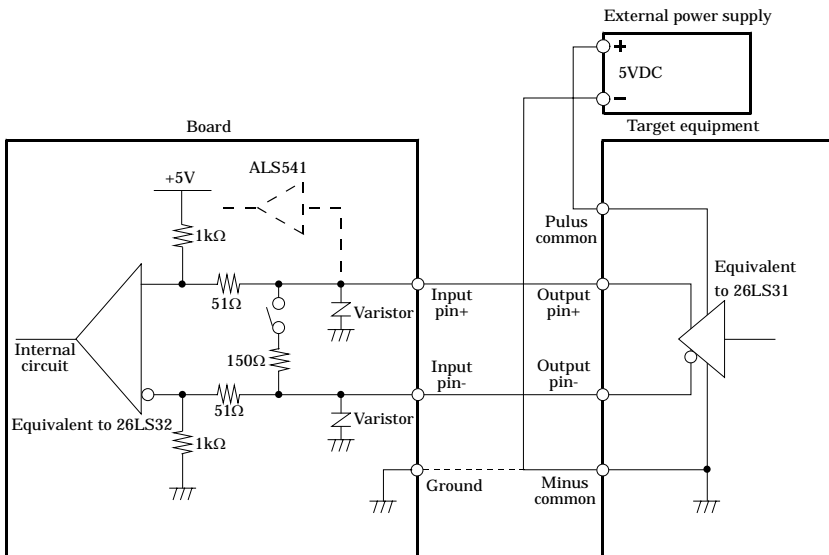 External power supply
+
5VDC
−
Board
Target equipment
ALS541
+5V
1kΩ
Pulus
common
Equivalent
to 26LS31
51Ω
Varistor
Input
pin+
Output
pin+
Internal
circuit
150Ω
Input
pin-
Output
pin-
51Ω
Varistor
Equivalent to 26LS32
1kΩ
Ground
Minus
common